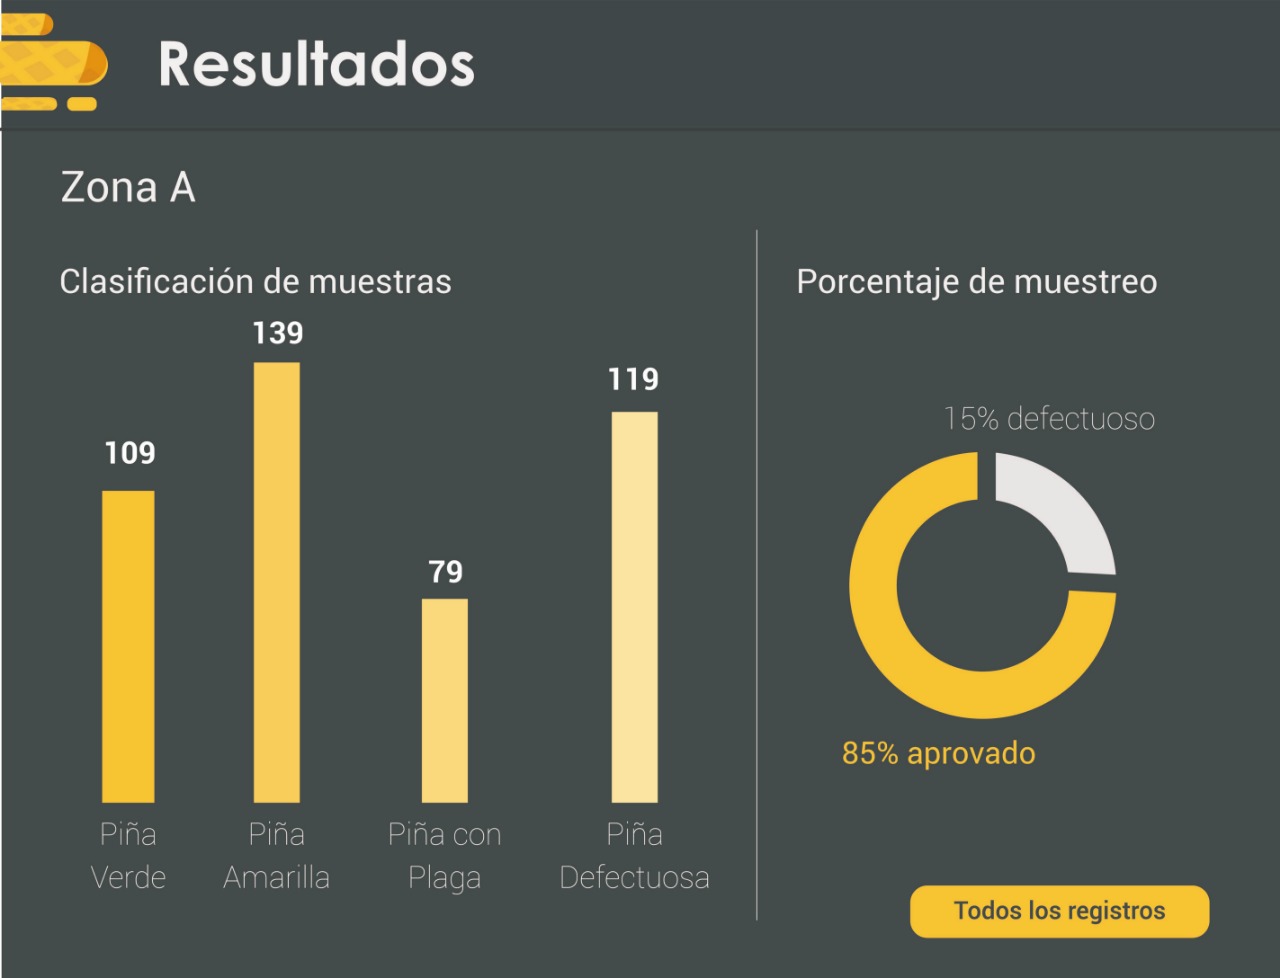 Resultados
Zona A
Clasificación de muestras
139
119
109
79
Piña
Verde
Piña
Amarilla
Piña con
Plaga
Piña
Defectuosa
Porcentaje de muestreo
15% defectuoso
85% aprovado
Todos los registros